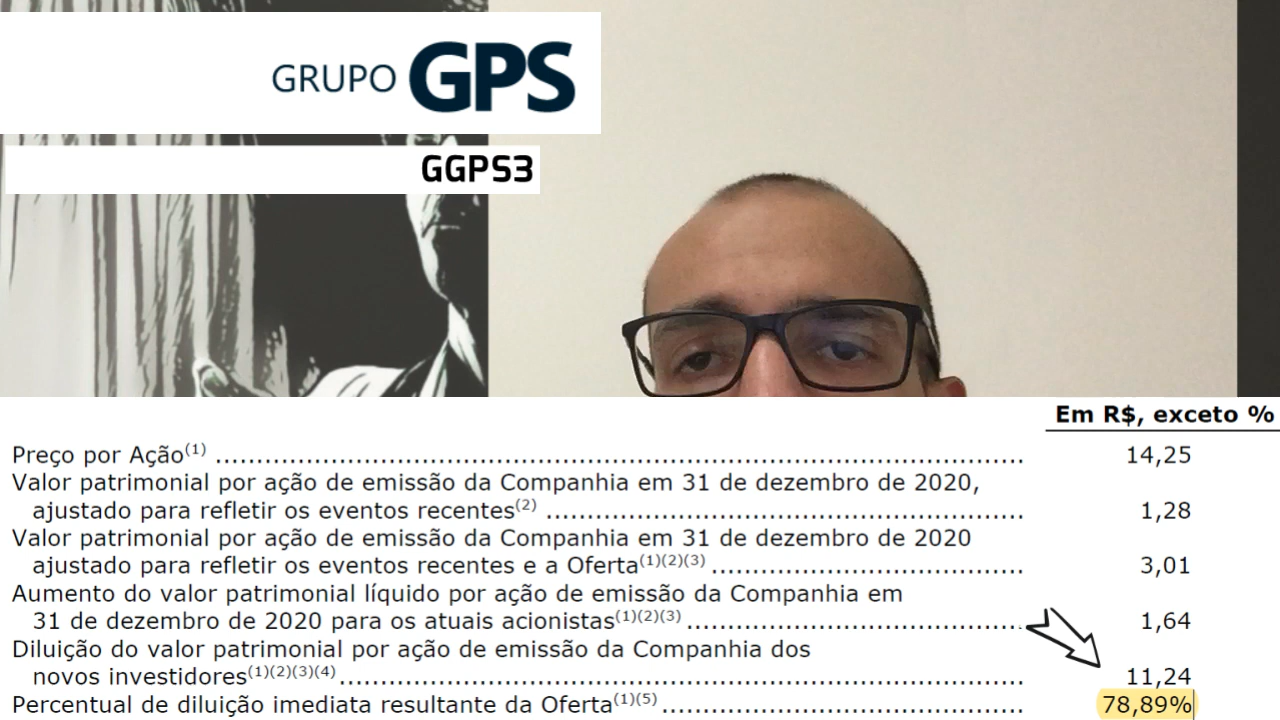 GRUPO GPS
GGPS3
Em R$, exceto %
Preço por Ação(1) .................... 14,25
Valor patrimonial por ação de emissão da Companhia em 31 de dezembro de 2020,
ajustado para refletir os eventos recentes(2) .................... 1,28
Valor patrimonial por ação de emissão da Companhia em 31 de dezembro de 2020
ajustado para refletir os eventos recentes e a Oferta(1)(2)(3) .................... 3,01
Aumento do valor patrimonial líquido por ação de emissão da Companhia em
31 de dezembro de 2020 para os atuais acionistas(1)(2)(3) .................... 1,64
Diluição do valor patrimonial por ação de emissão da Companhia dos
novos investidores(1)(2)(3)(4) .................... 11,24
Percentual de diluição imediata resultante da Oferta(1)(5) .................... 78,89%